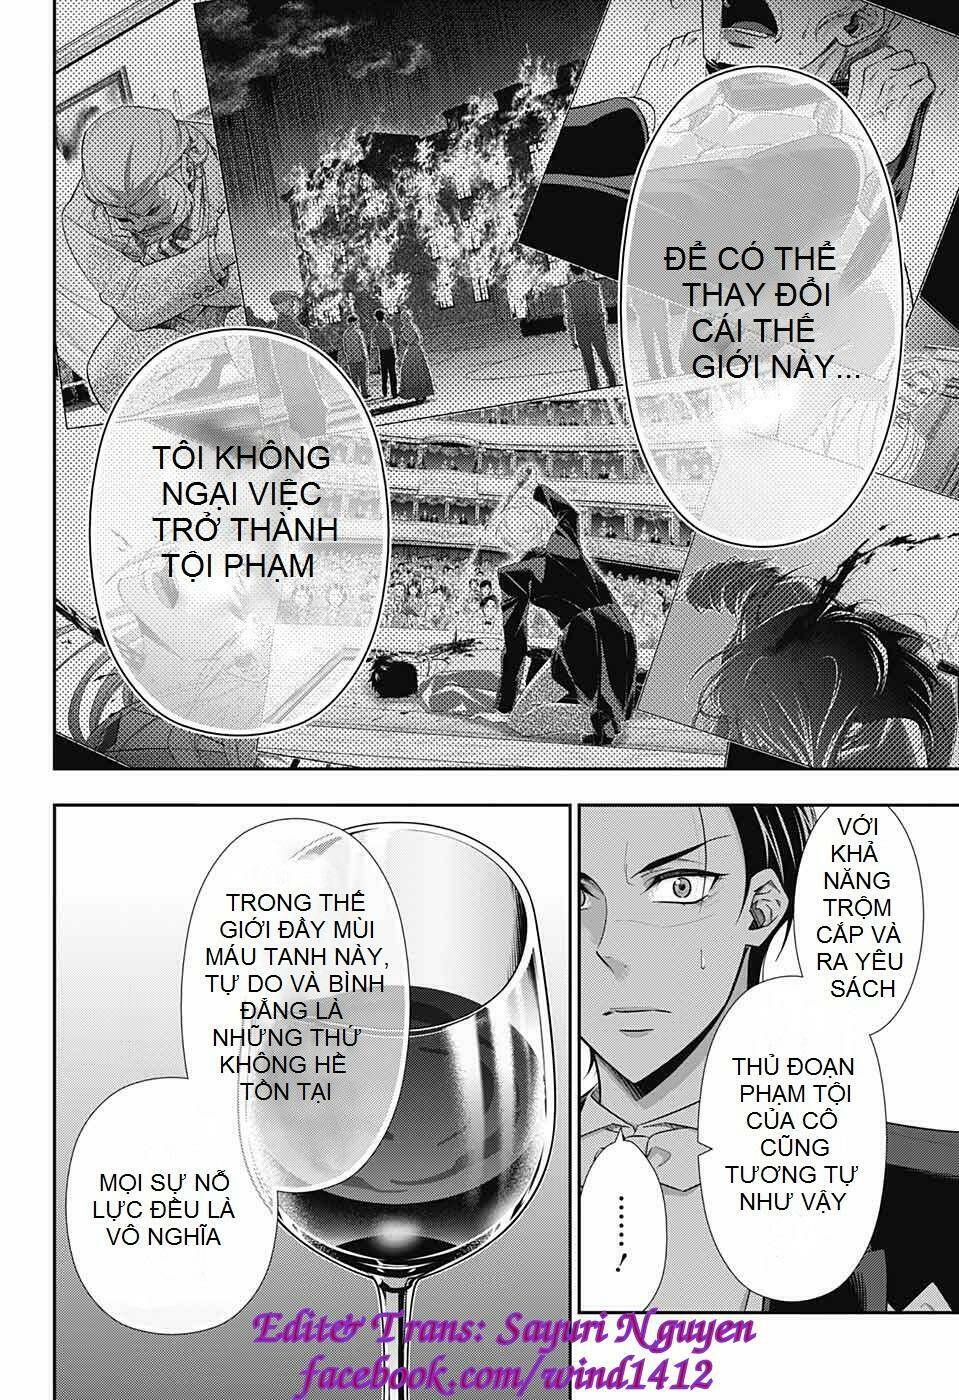 ĐỂ CÓ THỂ
THAY ĐỔI
CÁI THẾ
GIỚI NÀY...
TÔI KHÔNG
NGẠI VIỆC
TRỞ THÀNH
TỘI PHẠM
VỚI
KHẢ
NĂNG
TRỘM
CẮP VÀ
RA YÊU
SÁCH
THỦ ĐOẠN
PHẠM TỘI
CỦA CÔ
CŨNG
TƯƠNG TỰ
NHƯ VẬY
......!
TRONG THẾ
GIỚI ĐẦY MÙI
MÁU TANH NÀY,
TỰ DO VÀ BÌNH
ĐẲNG LÀ
NHỮNG THỨ
KHÔNG HỀ
TỒN TẠI
MỌI SỰ NỖ
LỰC ĐỀU LÀ
VÔ NGHĨA
Edit& Trans: Sayuri Nguyen
facebook.com/wind1412